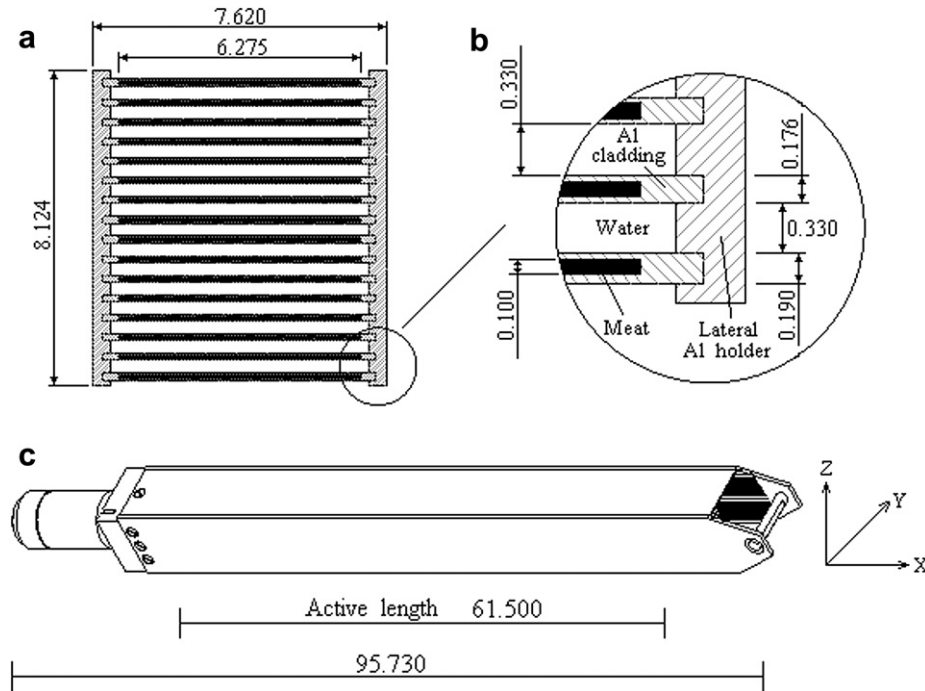 a
7.620
6.275
8.124
b
0.330
0.176
Al
cladding
Water
0.330
0.100
Meat
Lateral
Al holder
0.190
c
Z
Y
X
Active length 61.500
95.730